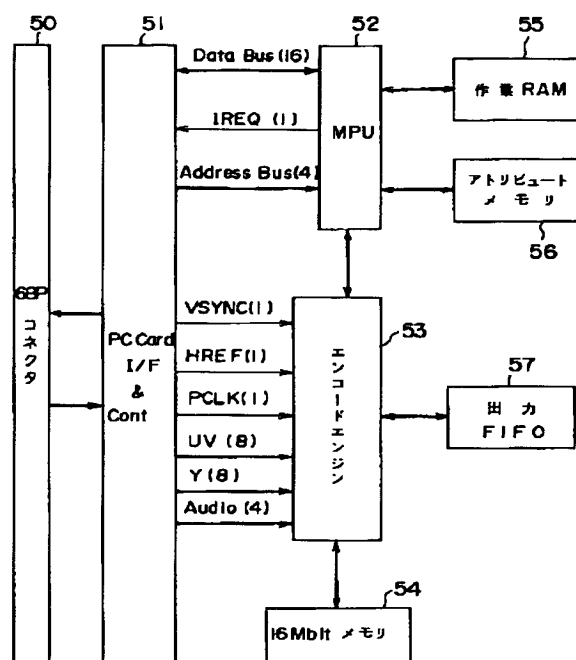 50
51
52
55
Data Bus(16)
IREQ (1)
Address Bus(4)
MPU
作業 RAM
アトリビュート
メモリ
56
68P
コネクタ
PC Card
I/F
&
Cont
VSYNC(1)
HREF(1)
PCLK(1)
UV (8)
Y (8)
Audio (4)
53
エンコードエンジン
57
出力
FIFO
54
16Mbit メモリ